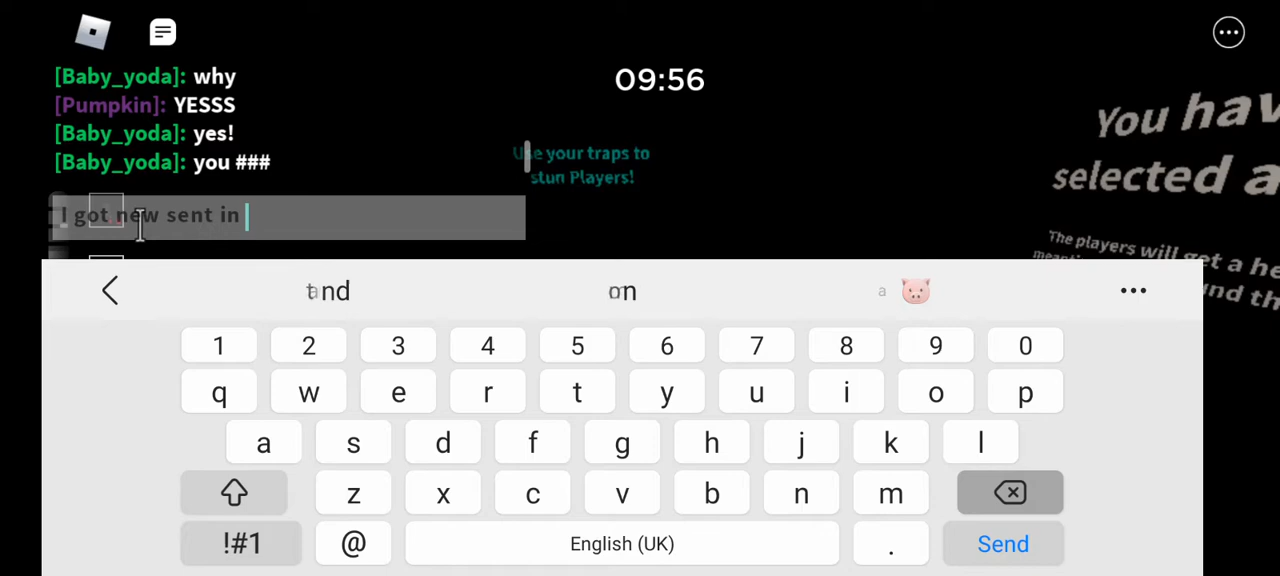 [Baby_yoda]: why
[Pumpkin]: YESSS
[Baby_yoda]: yes!
[Baby_yoda]: you ###
09:56
Use your traps to
stun Players!
You hav
selected a
The players will get a he
I got new sent in
a 🐷
1 2 3 4 5 6 7 8 9 0
q w e r t y u i o p
a s d f g h j k l
z x c v b n m
!#1 @ English (UK) . Send